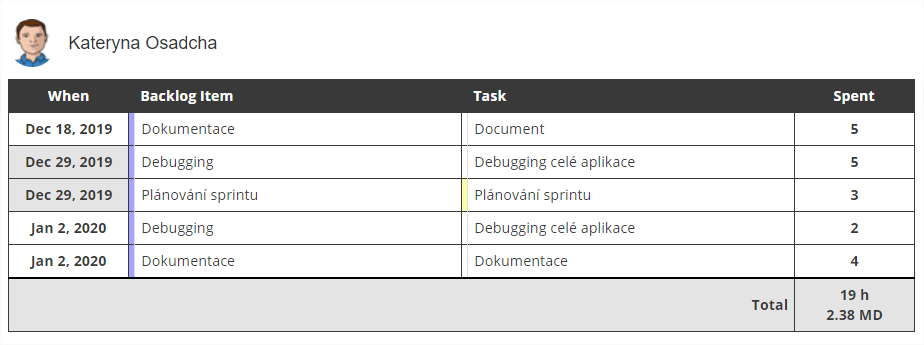 Kateryna Osadcha
When Backlog Item Task Spent
Dec 18, 2019 Dokumentace Document 5
Dec 29, 2019 Debugging Debugging celé aplikace 5
Dec 29, 2019 Plánování sprintu Plánování sprintu 3
Jan 2, 2020 Debugging Debugging celé aplikace 2
Jan 2, 2020 Dokumentace Dokumentace 4
Total 19 h
2.38 MD